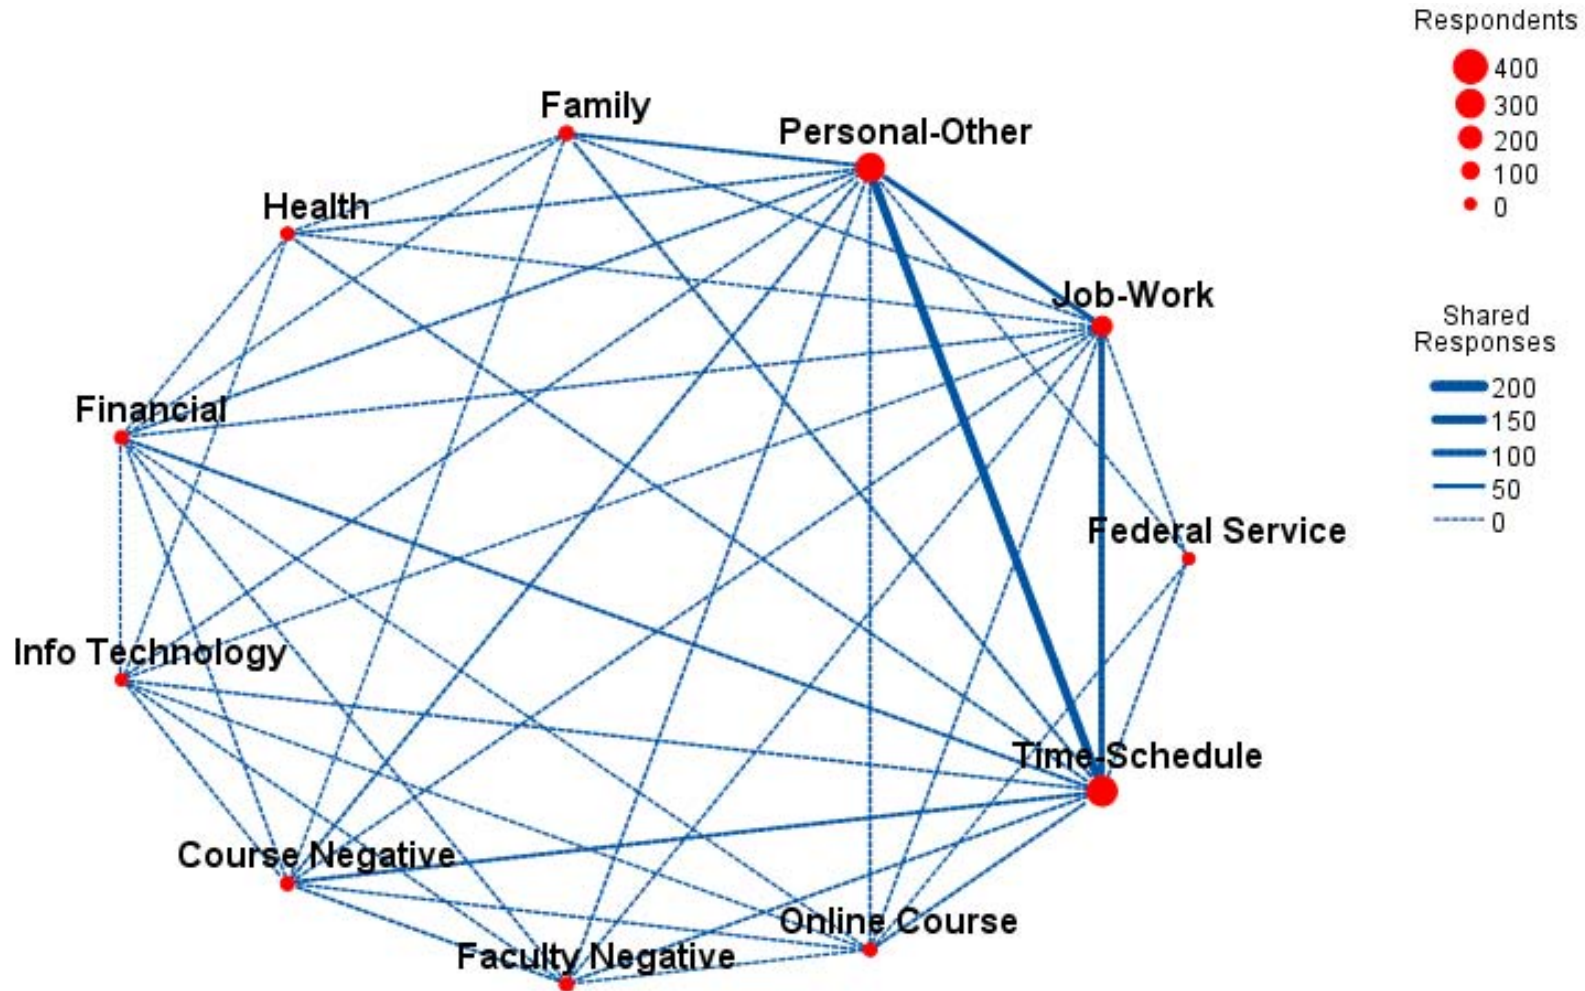 Respondents
400
300
200
100
0
Family
Personal-Other
Health
Job-Work
Shared
Responses
200
150
100
50
0
Financial
Federal Service
Info Technology
Time-Schedule
Course Negative
Online Course
Faculty Negative